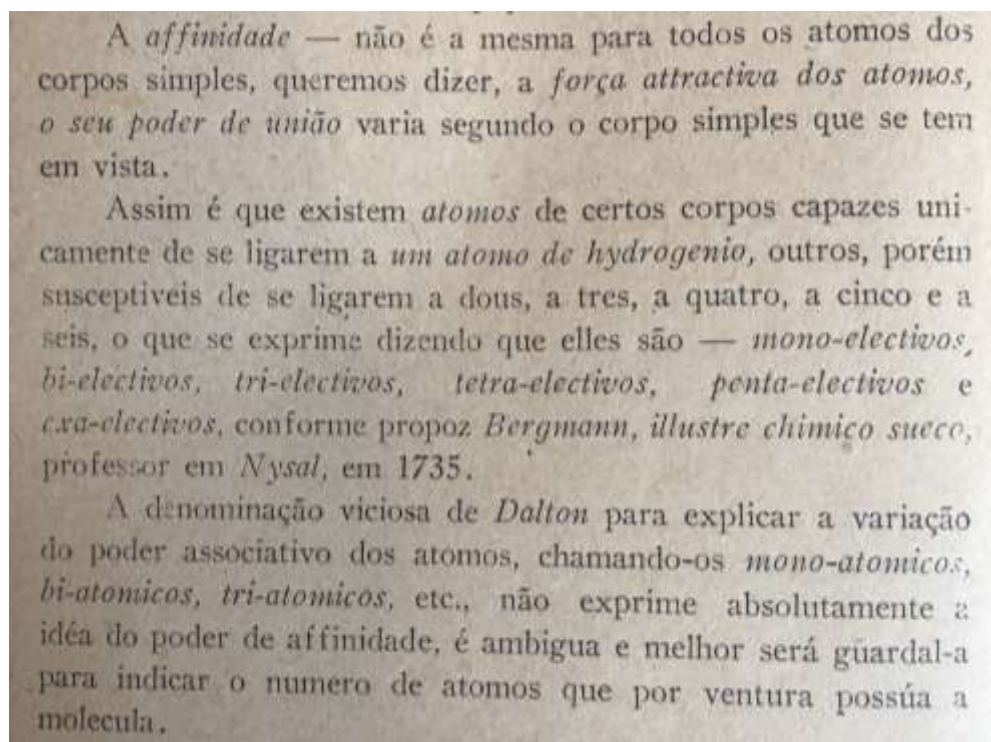 A affinidade — não é a mesma para todos os atomos dos
corpos simples, queremos dizer, a força attractiva dos atomos,
o seu poder de união varia segundo o corpo simples que se tem
em vista.
Assim é que existem atomos de certos corpos capazes uni-
camente de se ligarem a um atomo de hydrogenio, outros, porém
susceptiveis de se ligarem a dous, a tres, a quatro, a cinco e a
seis, o que se exprime dizendo que elles são — mono-electivos,
bi-electivos, tri-electivos, tetra-electivos, penta-electivos e
exa-electivos, conforme propoz Bergmann, illustre chimico sueco,
professor em Nysal, em 1735.
A denominação viciosa de Dalton para explicar a variação
do poder associativo dos atomos, chamando-os mono-atomicos,
bi-atomicos, tri-atomicos, etc., não exprime absolutamente a
idéa do poder de affinidade, é ambigua e melhor será guardal-a
para indicar o numero de atomos que por ventura possúa a
molecula.